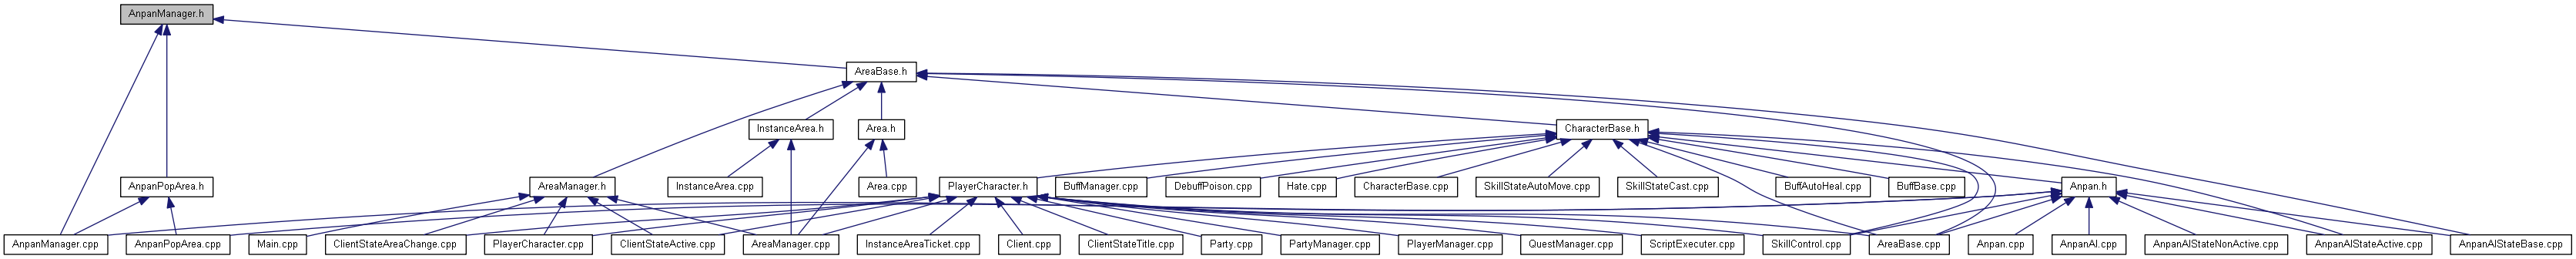 AnpanManager.h
AreaBase.h
InstanceArea.h
Area.h
CharacterBase.h
AnpanPopArea.h
AreaManager.h
InstanceArea.cpp
Area.cpp
PlayerCharacter.h
BuffManager.cpp
DebuffPoison.cpp
Hate.cpp
CharacterBase.cpp
SkillStateAutoMove.cpp
SkillStateCast.cpp
BuffAutoHeal.cpp
BuffBase.cpp
Anpan.h
AnpanManager.cpp
AnpanPopArea.cpp
Main.cpp
ClientStateAreaChange.cpp
PlayerCharacter.cpp
ClientStateActive.cpp
AreaManager.cpp
InstanceAreaTicket.cpp
Client.cpp
ClientStateTitle.cpp
Party.cpp
PartyManager.cpp
PlayerManager.cpp
QuestManager.cpp
ScriptExecuter.cpp
SkillControl.cpp
AreaBase.cpp
Anpan.cpp
AnpanAI.cpp
AnpanAIStateNonActive.cpp
AnpanAIStateActive.cpp
AnpanAIStateBase.cpp